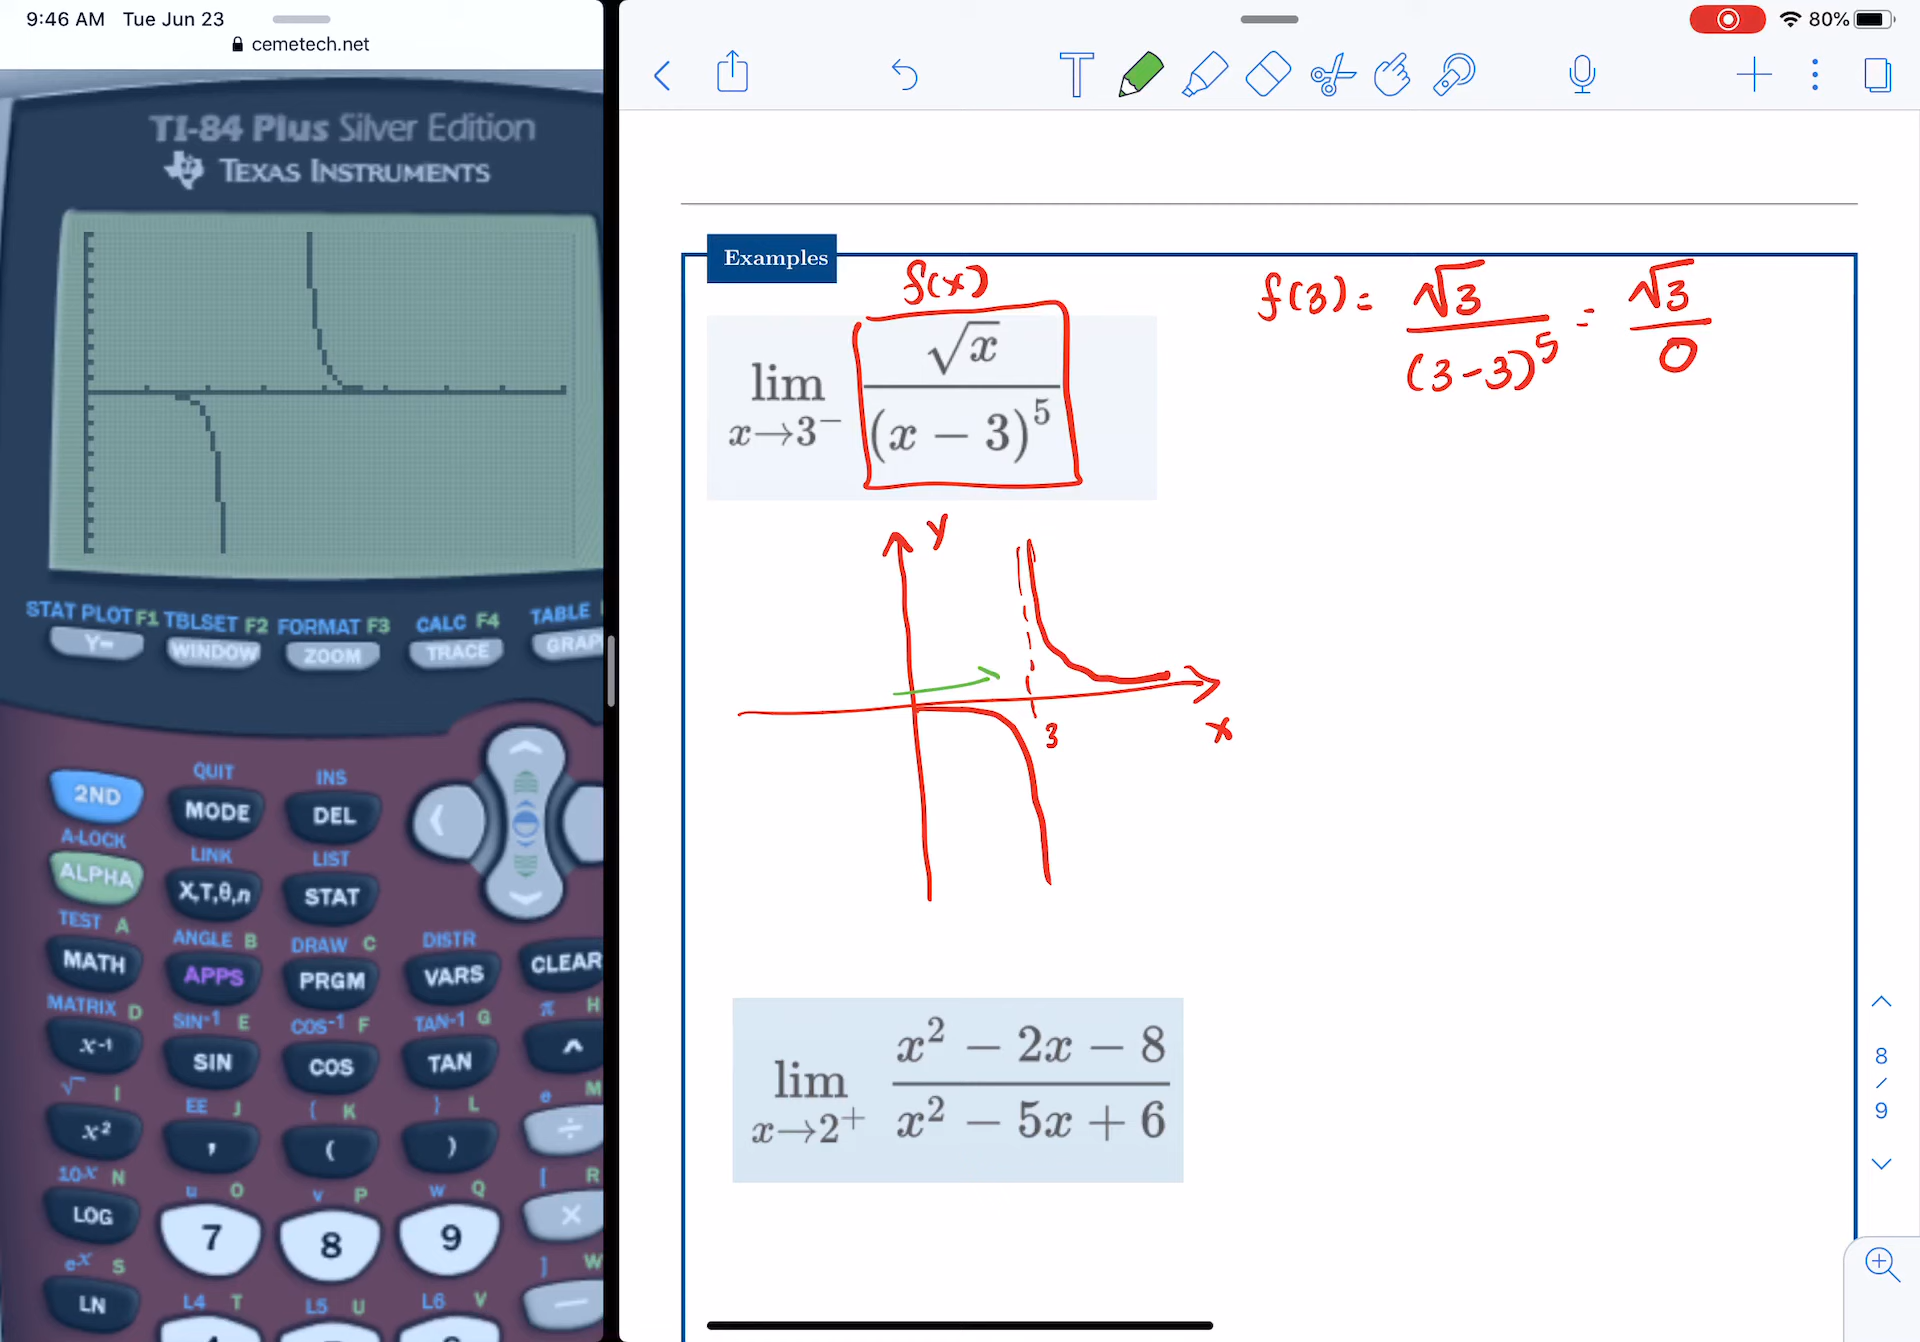 9:46 AM Tue Jun 23
cemetech.net
80%
TI-84 Plus Silver Edition
TEXAS INSTRUMENTS
STAT PLOT F1 TBLSET F2 FORMAT F3 CALC F4 TABLE
Y= WINDOW ZOOM TRACE GRAP
QUIT INS
2ND MODE DEL
A-LOCK LINK LIST
ALPHA X,T,θ,n STAT
TEST A ANGLE B DRAW C DISTR
MATH APPS PRGM VARS CLEAR
MATRIX D SIN⁻¹ E COS⁻¹ F TAN⁻¹ G π H
x⁻¹ SIN COS TAN ^
√ I EE J { K } L e M
x² , ( ) ÷
10ˣ N u O v P w Q [ R
LOG 7 8 9 ×
eˣ S L4 T L5 U L6 V ] W
LN −
T
Examples
f(x)
lim x→3⁻ √x / (x − 3)⁵
f(3) = √3 / (3-3)⁵ = √3 / 0
y
3
x
lim x→2⁺ x² − 2x − 8 / x² − 5x + 6
8
/
9